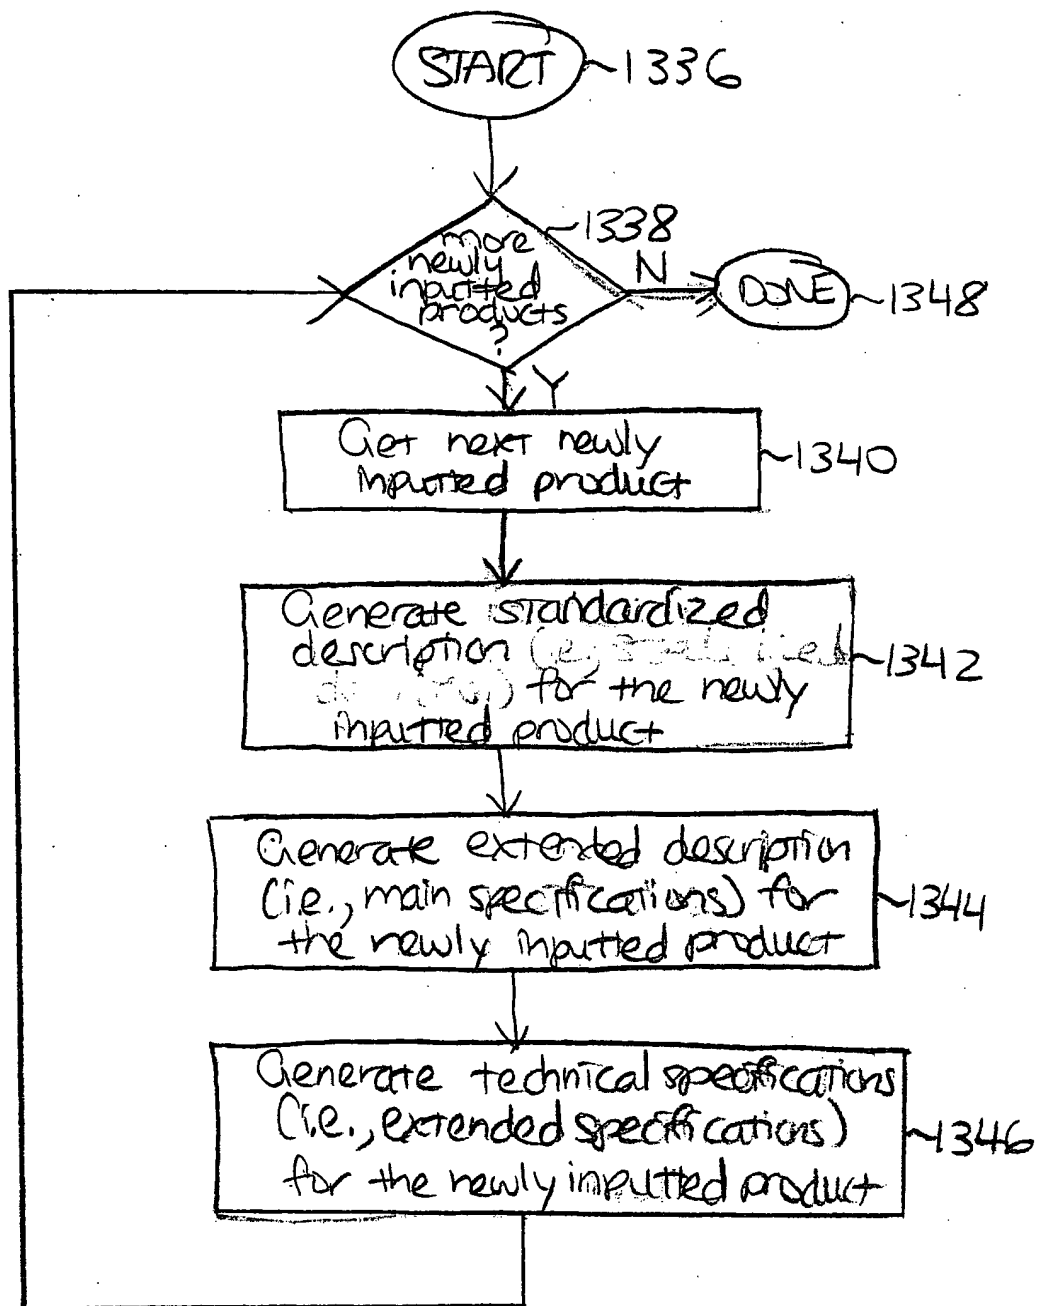 START ~1336
~1338
more
newly
inputted
products
?
N
DONE ~1348
Y
Get next newly
inputted product
~1340
Generate standardized
description (i.e.,
for the newly
inputted product
~1342
Generate extended description
(i.e., main specifications) for
the newly inputted product
~1344
Generate technical specifications
(i.e., extended specifications)
for the newly inputted product
~1346